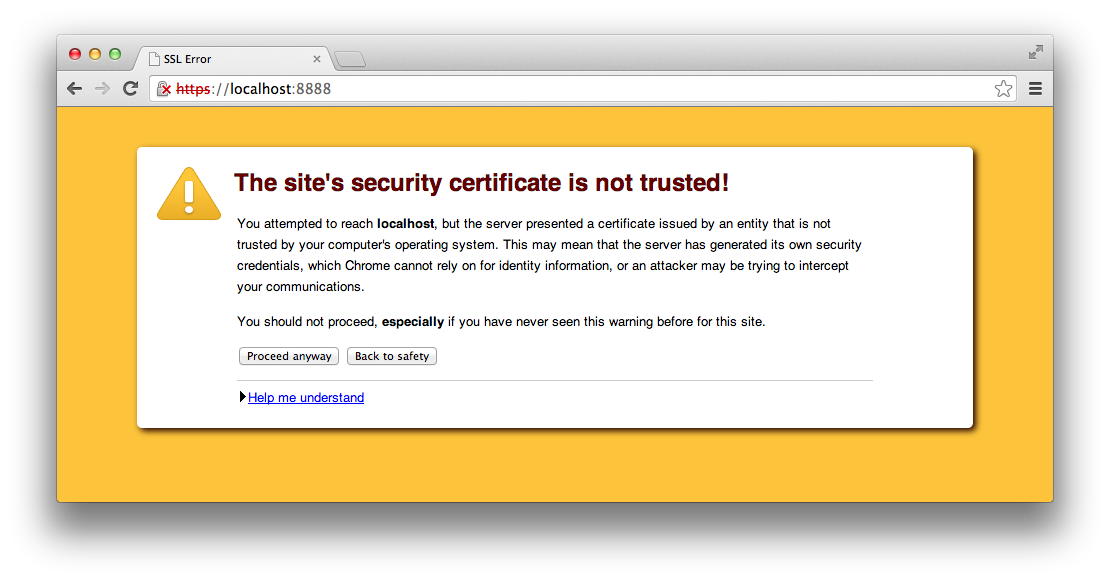 SSL Error
https://localhost:8888
The site's security certificate is not trusted!
You attempted to reach localhost, but the server presented a certificate issued by an entity that is not
trusted by your computer's operating system. This may mean that the server has generated its own security
credentials, which Chrome cannot rely on for identity information, or an attacker may be trying to intercept
your communications.
You should not proceed, especially if you have never seen this warning before for this site.
Proceed anyway Back to safety
Help me understand